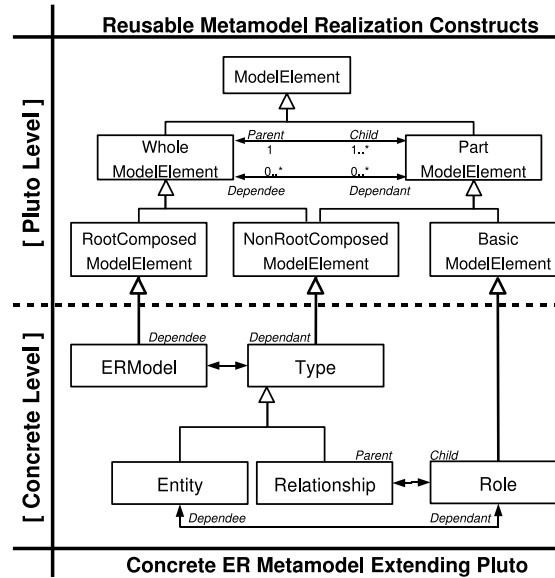 Reusable Metamodel Realization Constructs
[ Pluto Level ]
ModelElement
Whole
ModelElement
Parent
Child
1
1..*
0..*
0..*
Dependee
Dependant
Part
ModelElement
RootComposed
ModelElement
NonRootComposed
ModelElement
Basic
ModelElement
[ Concrete Level ]
Dependee
Dependant
ERModel
Type
Parent
Child
Entity
Relationship
Role
Dependee
Dependant
Concrete ER Metamodel Extending Pluto